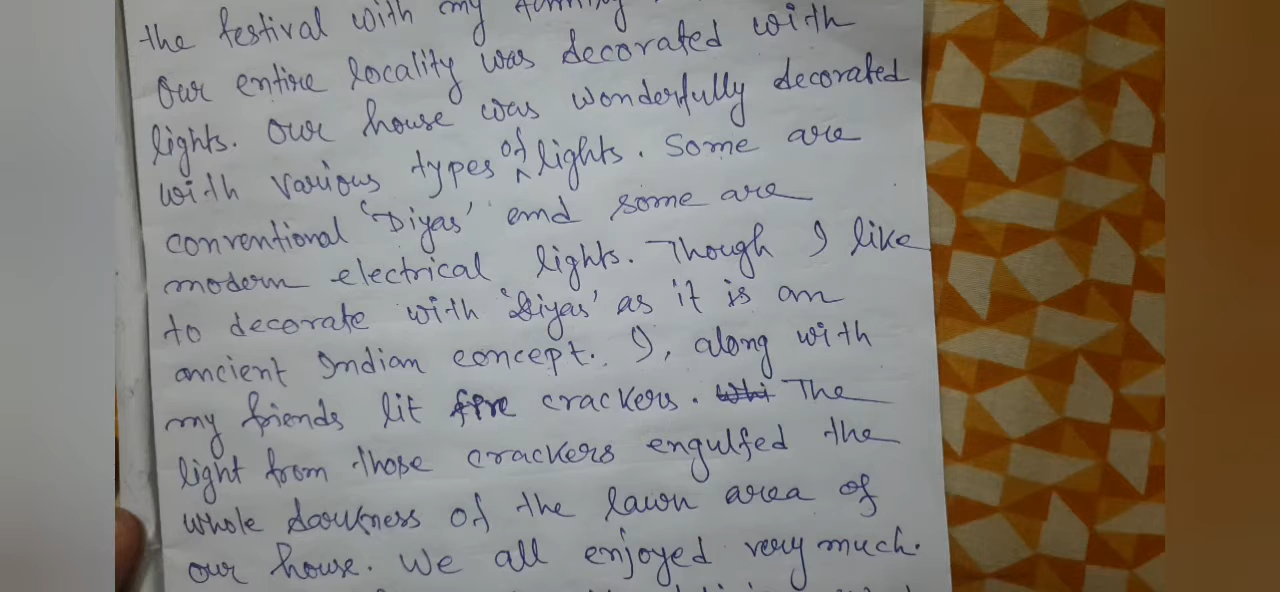 the festival with my family
Our entire locality was decorated with
lights. Our house was wonderfully decorated
with various types of lights. Some are
conventional 'Diyas' and some are
modern electrical lights. Though I like
to decorate with 'Diyas' as it is an
ancient Indian concept. I, along with
my friends lit fire crackers. The
light from those crackers engulfed the
whole darkness of the lawn area of
our house. We all enjoyed very much.